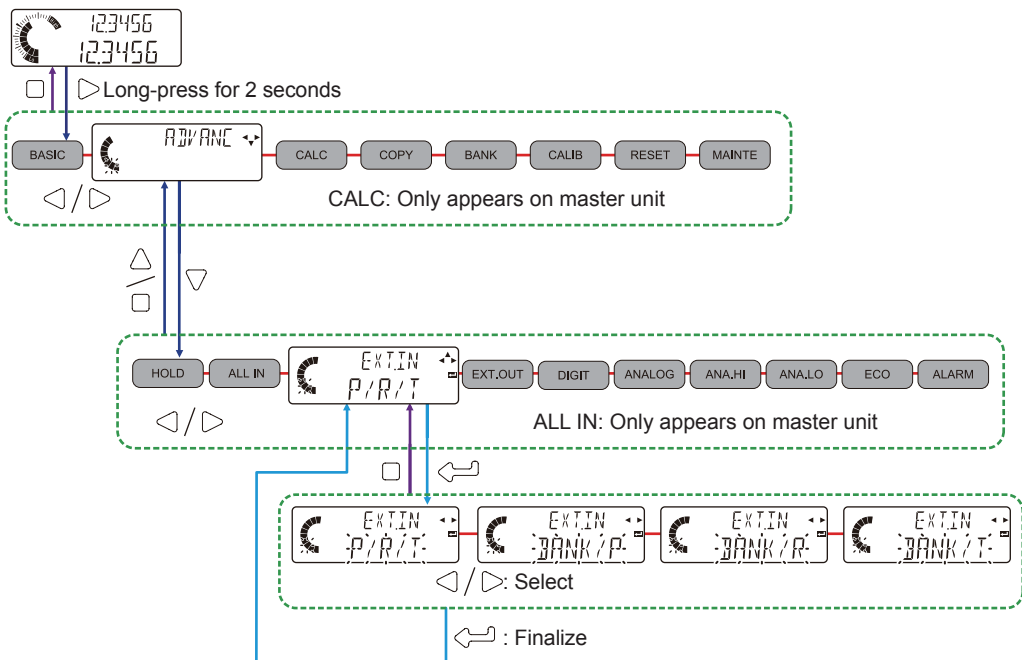 12.3456
12.3456
Long-press for 2 seconds
BASIC ADVANC CALC COPY BANK CALIB RESET MAINTE
/
CALC: Only appears on master unit
/
HOLD ALL IN EXT.IN P/R/T EXT.OUT DIGIT ANALOG ANA.HI ANA.LO ECO ALARM
/
ALL IN: Only appears on master unit
EXT.IN EXT.IN EXT.IN EXT.IN
-P/R/T- -BANK/P- -BANK/R- -BANK/T-
/ : Select
: Finalize